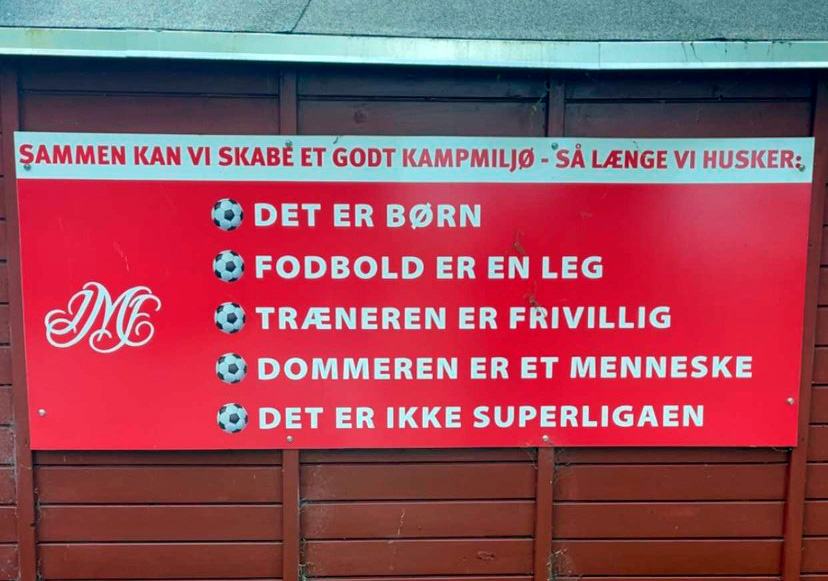 SAMMEN KAN VI SKABE ET GODT KAMPMILJØ - SÅ LÆNGE VI HUSKER:
DET ER BØRN
FODBOLD ER EN LEG
TRÆNEREN ER FRIVILLIG
DOMMEREN ER ET MENNESKE
DET ER IKKE SUPERLIGAEN